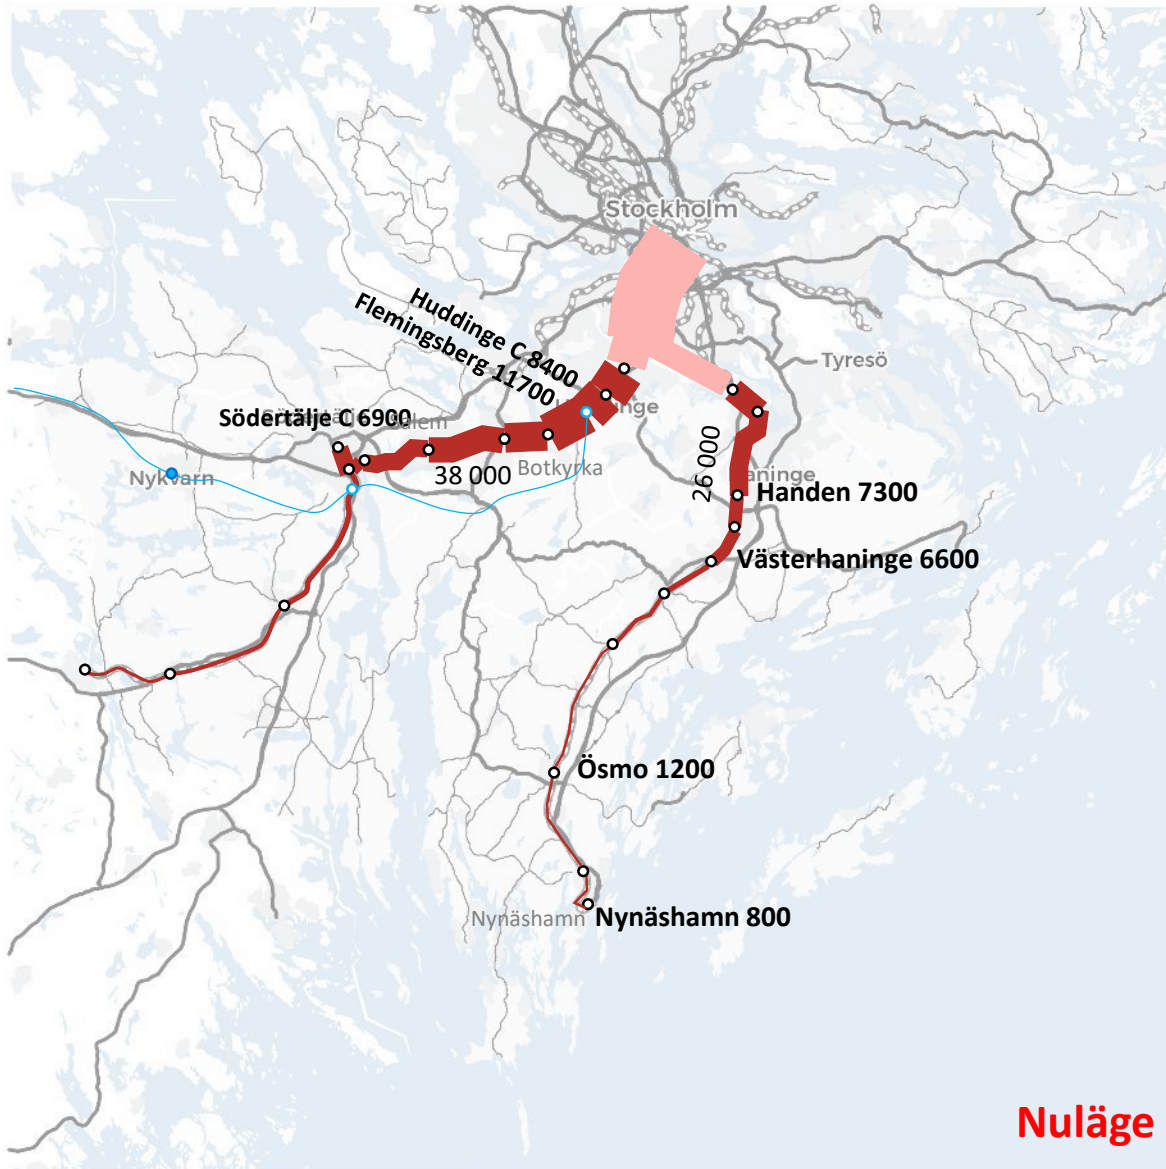 Stockholm
Tyresö
Huddinge C 8400
Flemingsberg 11700
Södertälje C 6900
Salem
38 000
Botkyrka
26 000
Nykvarn
Handen 7300
Västerhaninge 6600
Ösmo 1200
Nynäshamn
Nynäshamn 800
Nuläge